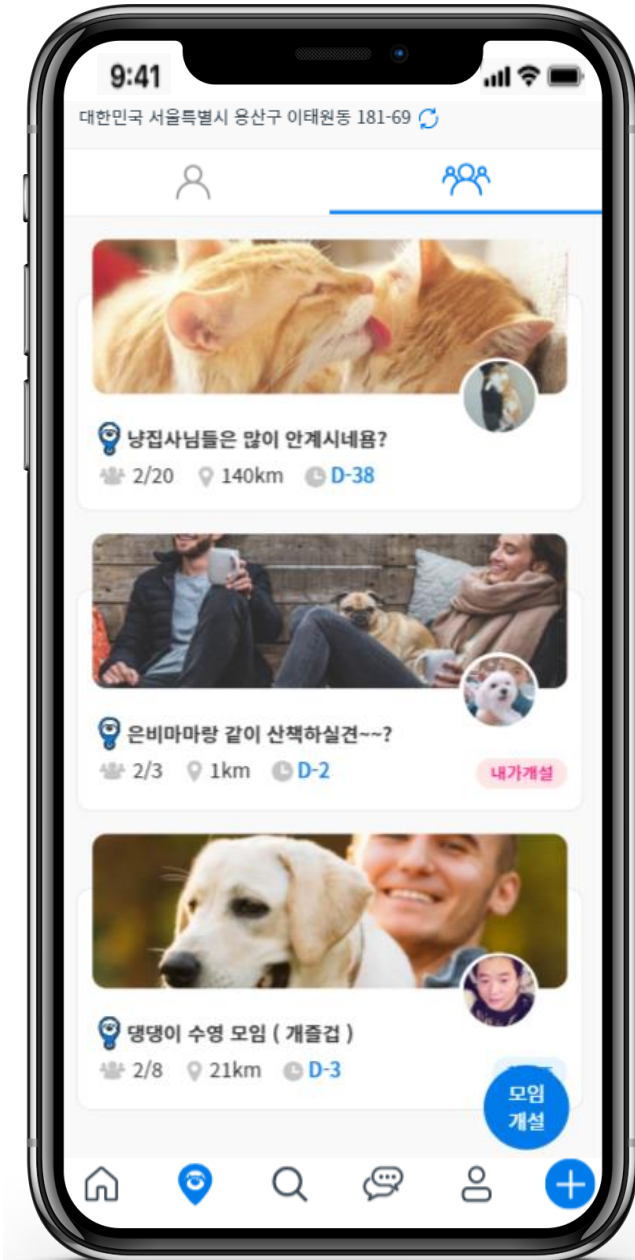 9:41
대한민국 서울특별시 용산구 이태원동 181-69
냥집사님들은 많이 안계시네욤?
2/20 140km D-38
은비마마랑 같이 산책하실견~~?
2/3 1km D-2
내가개설
댕댕이 수영 모임 ( 개즐겁 )
2/8 21km D-3
모임
개설